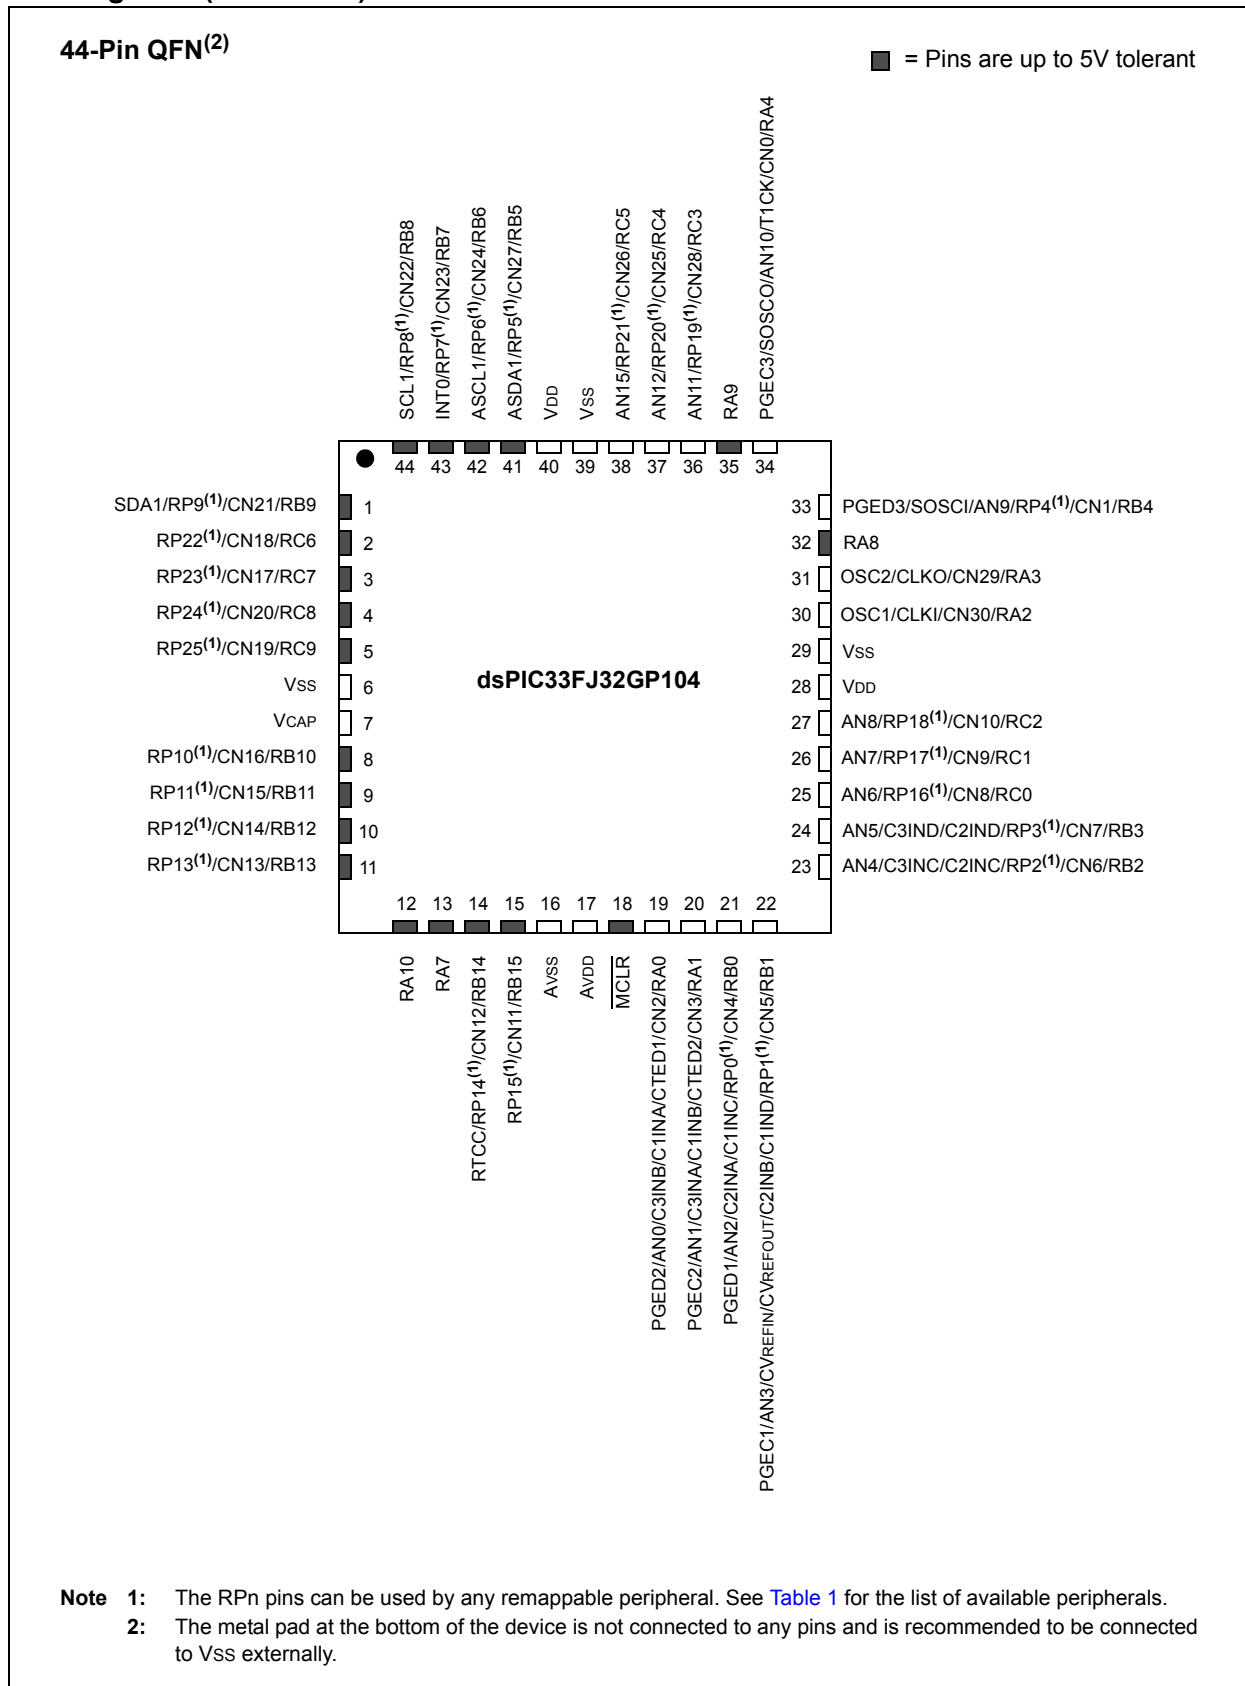 44-Pin QFN(2)
= Pins are up to 5V tolerant
SCL1/RP8(1)/CN22/RB8
INT0/RP7(1)/CN23/RB7
ASCL1/RP6(1)/CN24/RB6
ASDA1/RP5(1)/CN27/RB5
VDD
VSS
AN15/RP21(1)/CN26/RC5
AN12/RP20(1)/CN25/RC4
AN11/RP19(1)/CN28/RC3
RA9
PGEC3/SOSCO/AN10/T1CK/CN0/RA4
44 43 42 41 40 39 38 37 36 35 34
SDA1/RP9(1)/CN21/RB9 1
RP22(1)/CN18/RC6 2
RP23(1)/CN17/RC7 3
RP24(1)/CN20/RC8 4
RP25(1)/CN19/RC9 5
VSS 6
VCAP 7
RP10(1)/CN16/RB10 8
RP11(1)/CN15/RB11 9
RP12(1)/CN14/RB12 10
RP13(1)/CN13/RB13 11
dsPIC33FJ32GP104
33 PGED3/SOSCI/AN9/RP4(1)/CN1/RB4
32 RA8
31 OSC2/CLKO/CN29/RA3
30 OSC1/CLKI/CN30/RA2
29 VSS
28 VDD
27 AN8/RP18(1)/CN10/RC2
26 AN7/RP17(1)/CN9/RC1
25 AN6/RP16(1)/CN8/RC0
24 AN5/C3IND/C2IND/RP3(1)/CN7/RB3
23 AN4/C3INC/C2INC/RP2(1)/CN6/RB2
12 13 14 15 16 17 18 19 20 21 22
RA10
RA7
RTCC/RP14(1)/CN12/RB14
RP15(1)/CN11/RB15
AVSS
AVDD
MCLR
PGED2/AN0/C3INB/C1INA/CTED1/CN2/RA0
PGEC2/AN1/C3INA/C1INB/CTED2/CN3/RA1
PGED1/AN2/C2INA/C1INC/RP0(1)/CN4/RB0
PGEC1/AN3/CVREFIN/CVREFOUT/C2INB/C1IND/RP1(1)/CN5/RB1
Note 1: The RPn pins can be used by any remappable peripheral. See Table 1 for the list of available peripherals.
2: The metal pad at the bottom of the device is not connected to any pins and is recommended to be connected
to VSS externally.